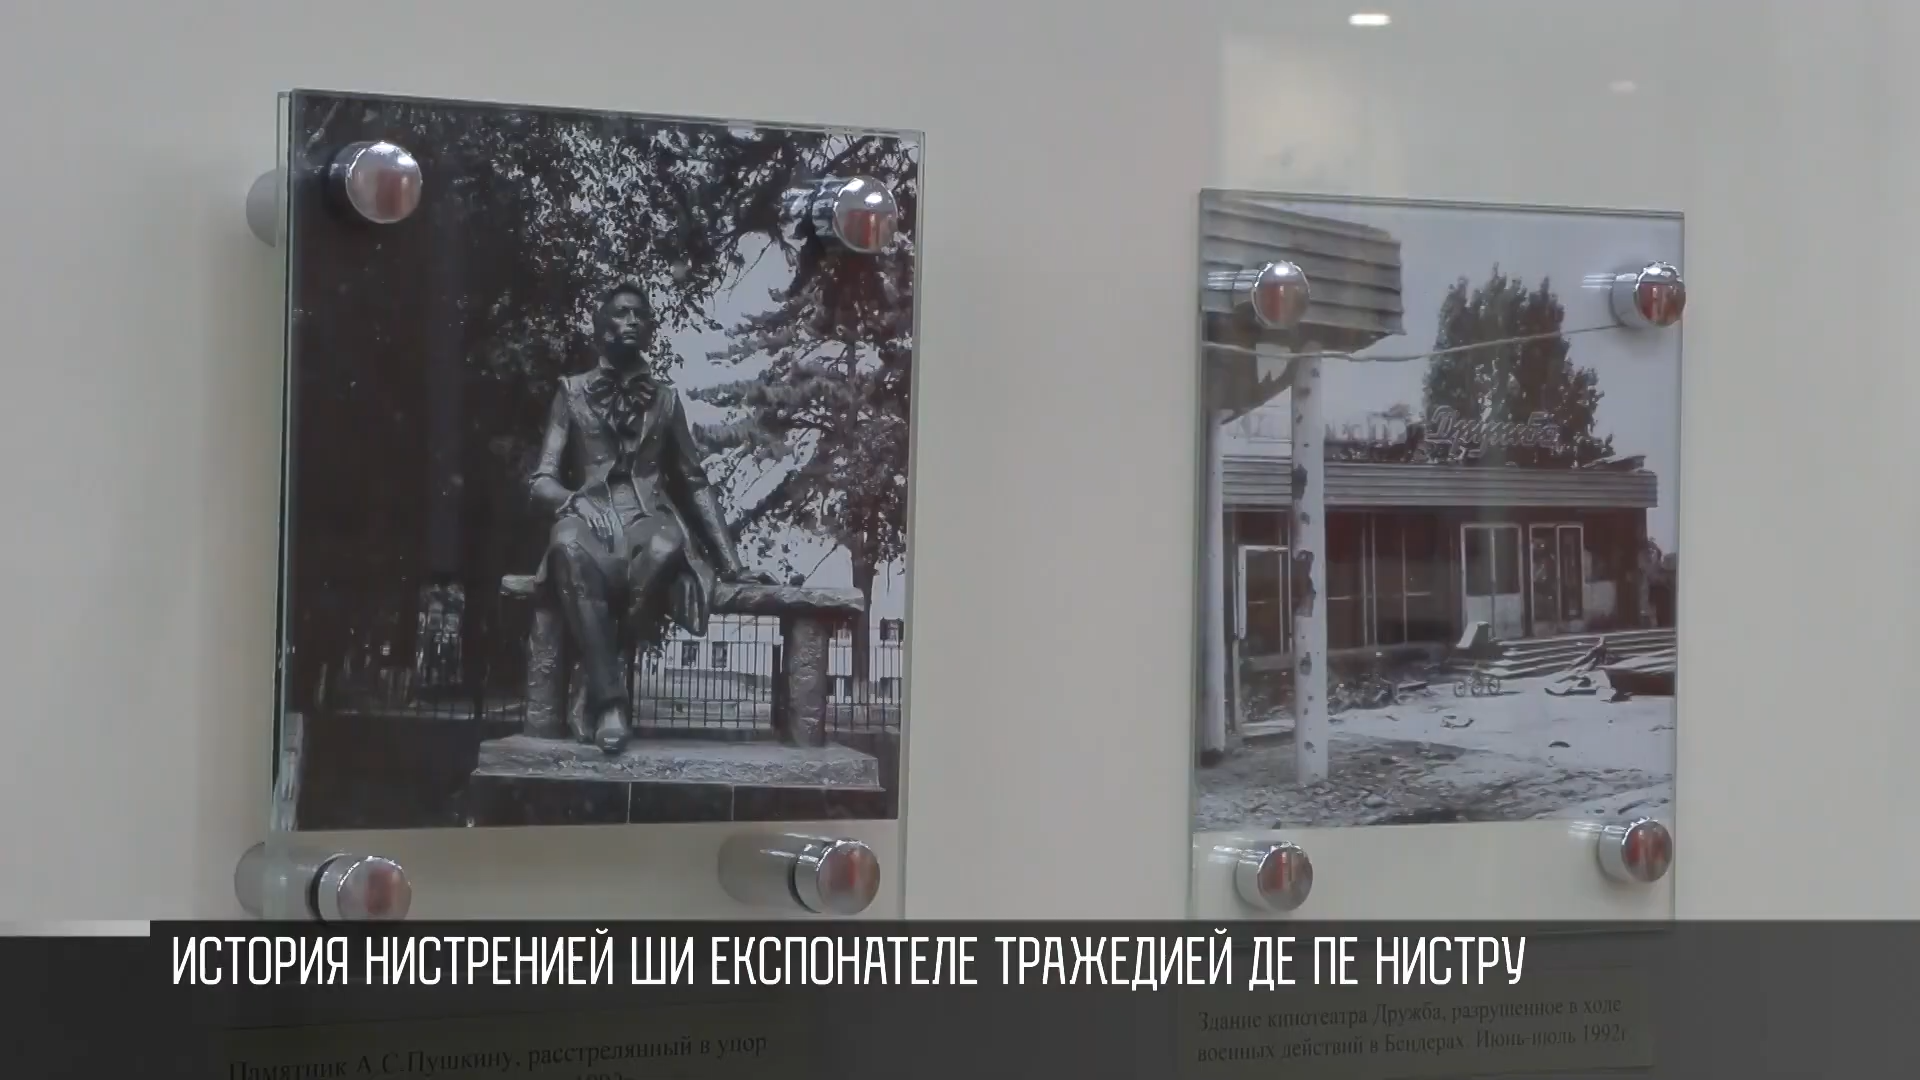 Дружба
ИСТОРИЯ НИСТРЕНИЕЙ ШИ ЕКСПОНАТЕЛЕ ТРАЖЕДИЕЙ ДЕ ПЕ НИСТРУ
Памятник А.С.Пушкину, расстрелянный в упор
1992г.
Здание кинотеатра Дружба, разрушенное в ходе
военных действий в Бендерах. Июнь-июль 1992г.